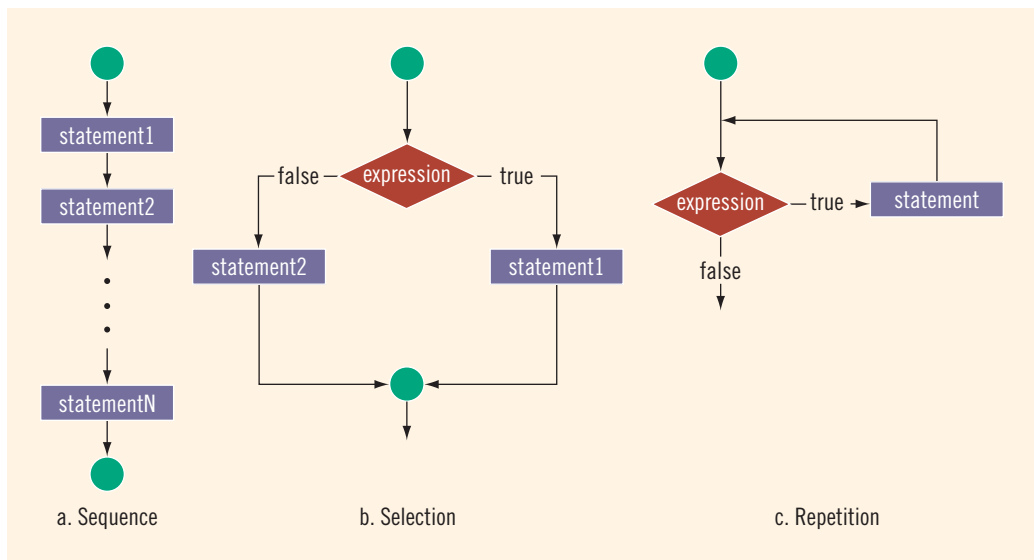 statement1
statement2
statementN
a. Sequence
expression
false
true
statement2
statement1
b. Selection
expression
true
statement
false
c. Repetition